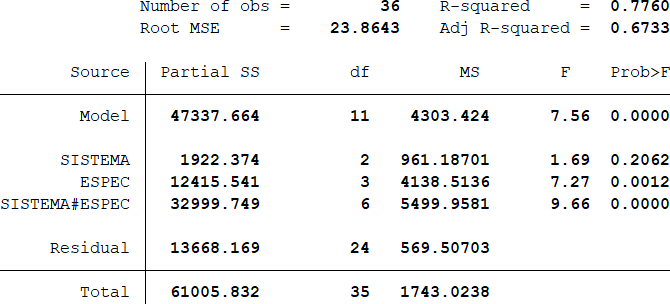 Number of obs = 36 R-squared = 0.7760
Root MSE = 23.8643 Adj R-squared = 0.6733
Source Partial SS df MS F Prob>F
Model 47337.664 11 4303.424 7.56 0.0000
SISTEMA 1922.374 2 961.18701 1.69 0.2062
ESPEC 12415.541 3 4138.5136 7.27 0.0012
SISTEMA#ESPEC 32999.749 6 5499.9581 9.66 0.0000
Residual 13668.169 24 569.50703
Total 61005.832 35 1743.0238